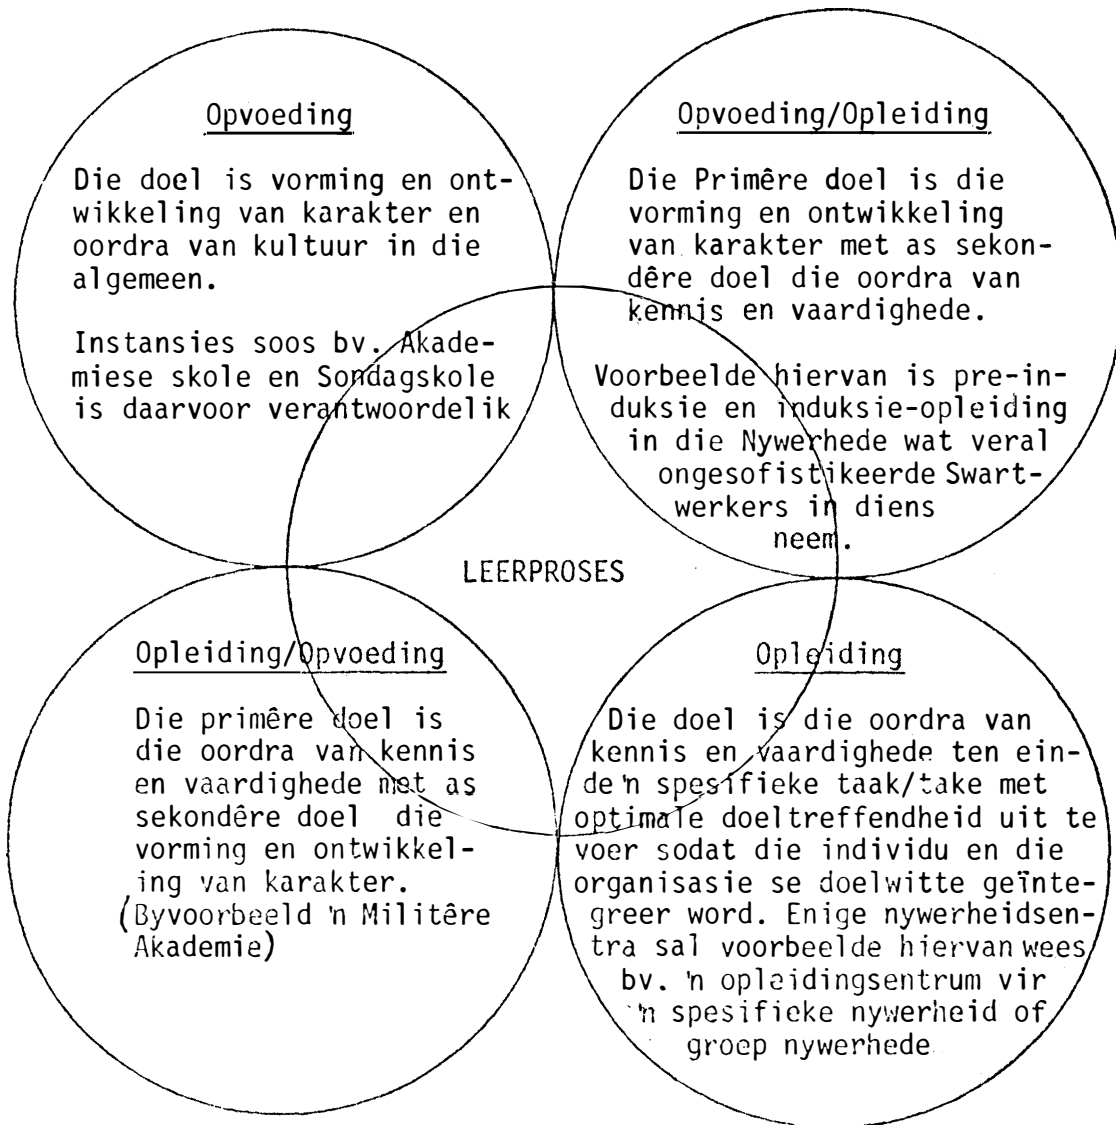 Opvoeding
Die doel is vorming en ont-
wikkeling van karakter en
oordra van kultuur in die
algemeen.
Instansies soos bv. Akade-
miese skole en Sondagskole
is daarvoor verantwoordelik
Opvoeding/Opleiding
Die Primêre doel is die
vorming en ontwikkeling
van karakter met as sekon-
dêre doel die oordra van
kennis en vaardighede.
Voorbeelde hiervan is pre-in-
duksie en induksie-opleiding
in die Nywerhede wat veral
ongesofistikeerde Swart-
werkers in diens
neem.
LEERPROSES
Opleiding/Opvoeding
Die primêre doel is
die oordra van kennis
en vaardighede met as
sekondêre doel die
vorming en ontwikkel-
ing van karakter.
(Byvoorbeeld 'n Militêre
Akademie)
Opleiding
Die doel is die oordra van
kennis en vaardighede ten ein-
de 'n spesifieke taak/take met
optimale doeltreffendheid uit te
voer sodat die individu en die
organisasie se doelwitte geïnte-
greer word. Enige nywerheidsen-
tra sal voorbeelde hiervan wees
bv. 'n opleidingsentrum vir
'n spesifieke nywerheid of
groep nywerhede